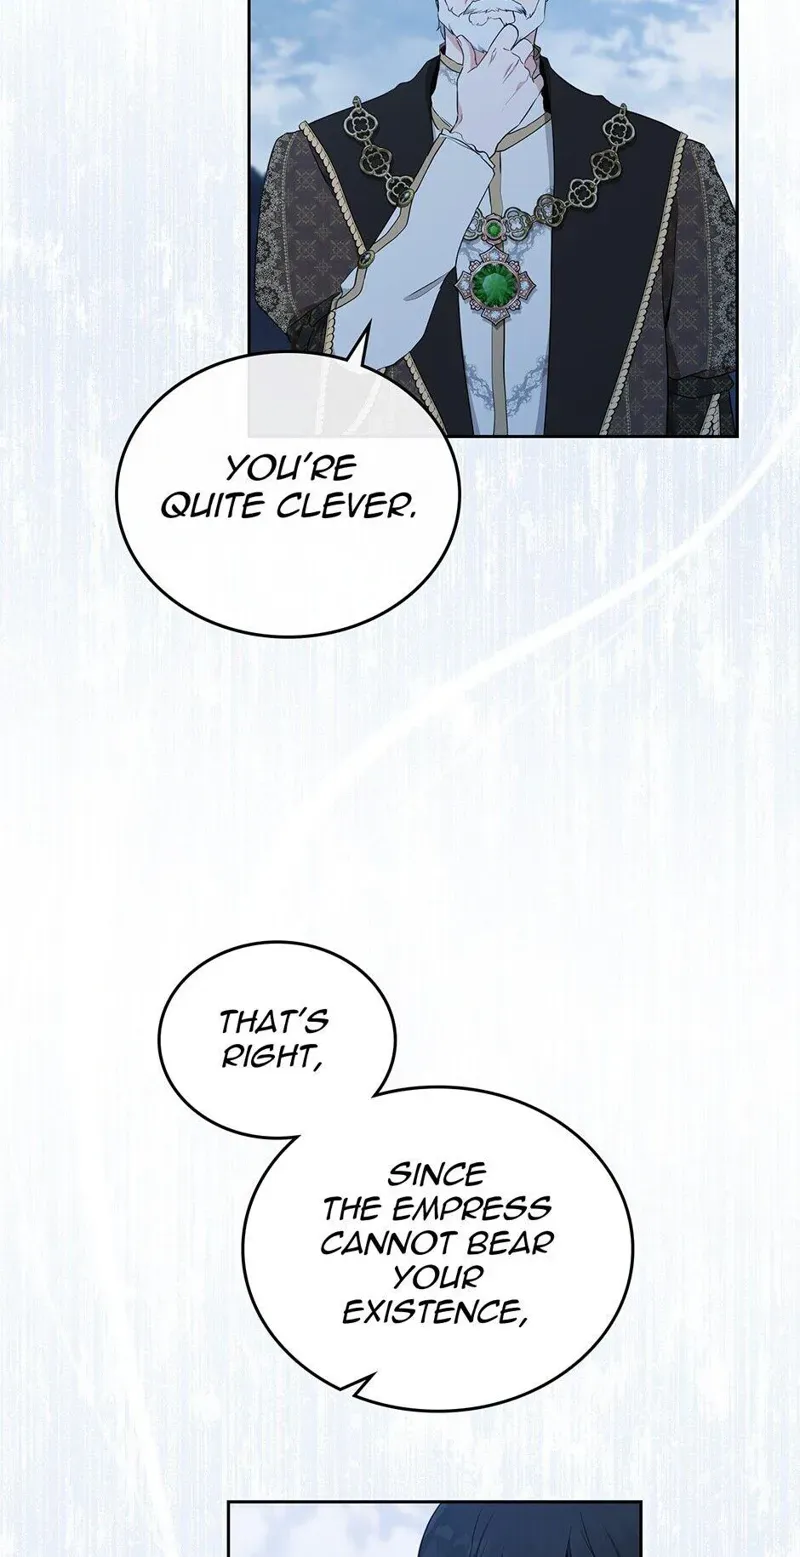 YOU'RE
QUITE CLEVER.
THAT'S
RIGHT,
SINCE
THE EMPRESS
CANNOT BEAR
YOUR
EXISTENCE,